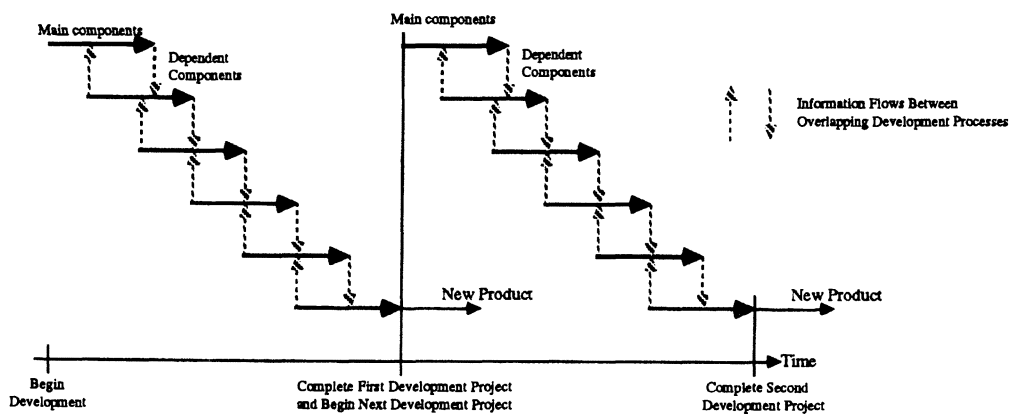 Main components
Dependent
Components
Main components
Dependent
Components
Information Flows Between
Overlapping Development Processes
New Product
New Product
Time
Begin
Development
Complete First Development Project
and Begin Next Development Project
Complete Second
Development Project